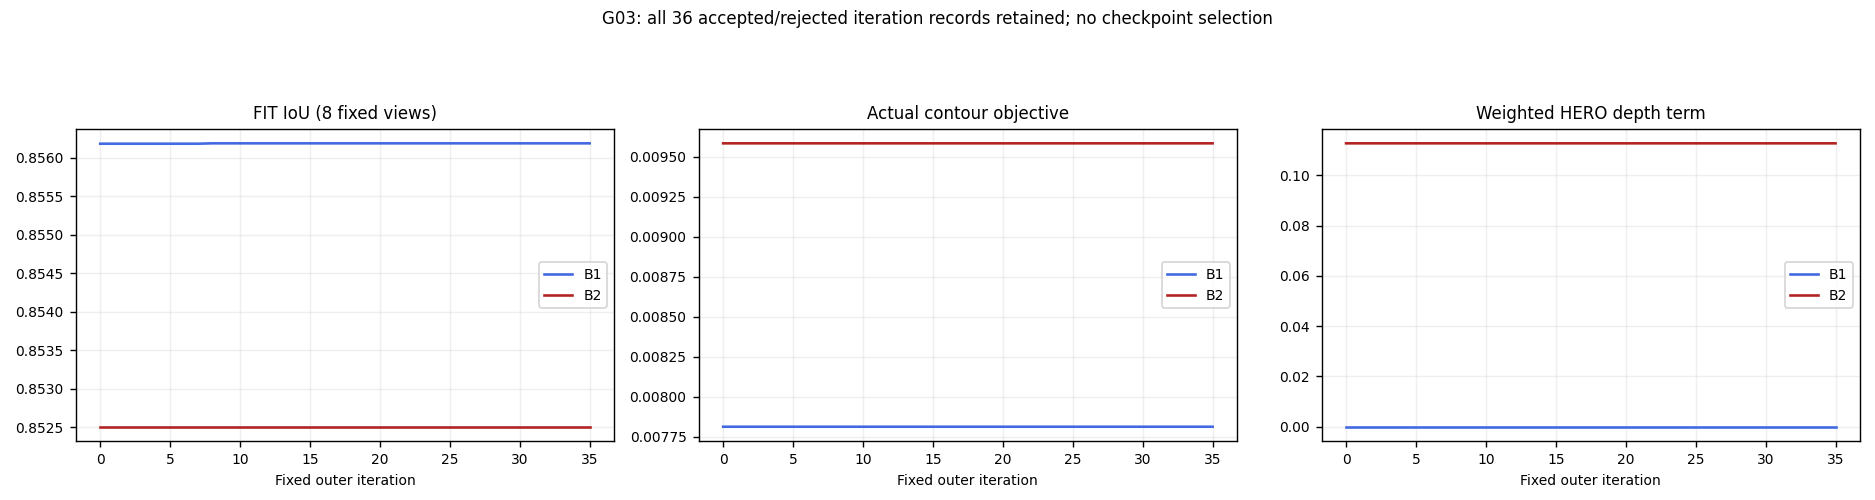 G03: all 36 accepted/rejected iteration records retained; no checkpoint selection
FIT IoU (8 fixed views)
0.8560
0.8555
0.8550
0.8545
0.8540
0.8535
0.8530
0.8525
0 5 10 15 20 25 30 35
Fixed outer iteration
B1
B2
Actual contour objective
0.00950
0.00925
0.00900
0.00875
0.00850
0.00825
0.00800
0.00775
0 5 10 15 20 25 30 35
Fixed outer iteration
B1
B2
Weighted HERO depth term
0.10
0.08
0.06
0.04
0.02
0.00
0 5 10 15 20 25 30 35
Fixed outer iteration
B1
B2